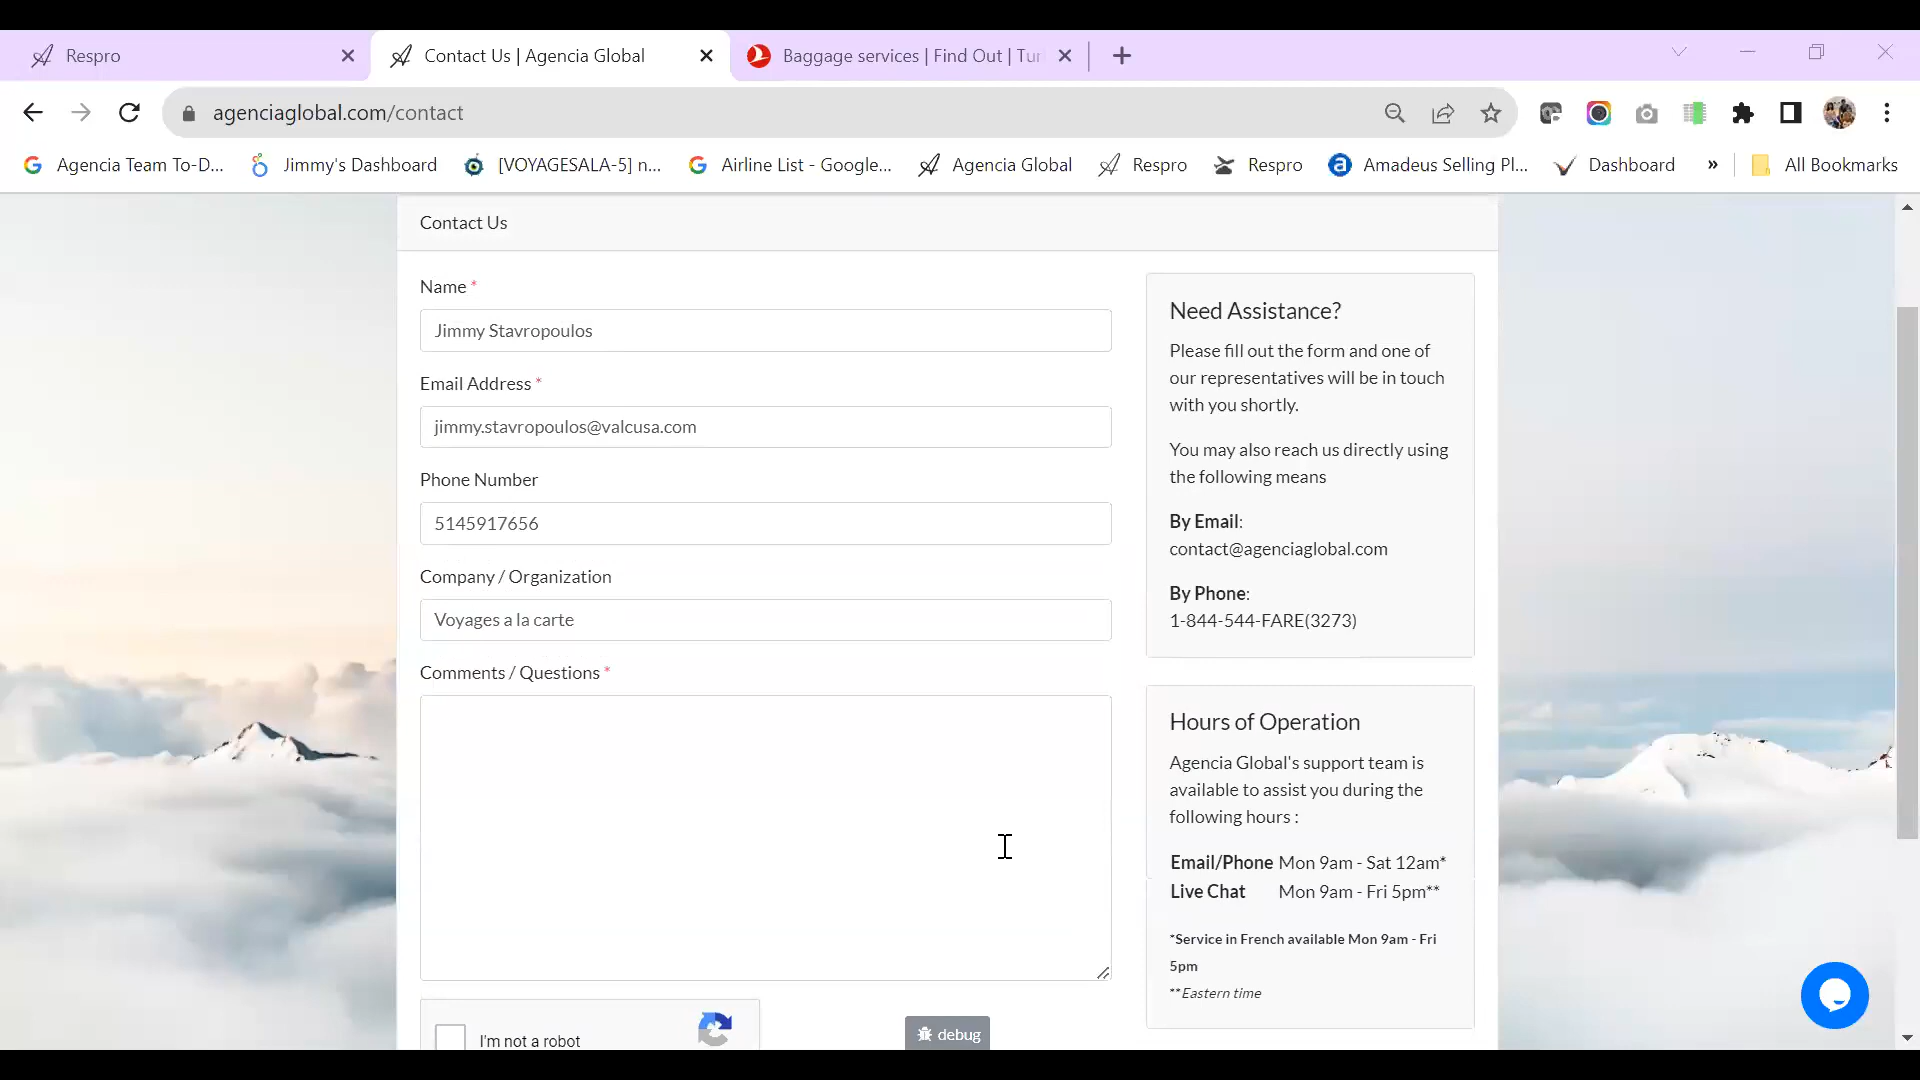 Respro
Contact Us | Agencia Global
Baggage services | Find Out | Tur
agenciaglobal.com/contact
Agencia Team To-D...
Jimmy's Dashboard
[VOYAGESALA-5] n...
Airline List - Google...
Agencia Global
Respro
Respro
Amadeus Selling Pl...
Dashboard
»
All Bookmarks
Contact Us
Name *
Jimmy Stavropoulos
Email Address *
jimmy.stavropoulos@valcusa.com
Phone Number
5145917656
Company / Organization
Voyages a la carte
Comments / Questions *
I'm not a robot
debug
Need Assistance?
Please fill out the form and one of
our representatives will be in touch
with you shortly.
You may also reach us directly using
the following means
By Email:
contact@agenciaglobal.com
By Phone:
1-844-544-FARE(3273)
Hours of Operation
Agencia Global's support team is
available to assist you during the
following hours :
Email/Phone Mon 9am - Sat 12am*
Live Chat Mon 9am - Fri 5pm**
*Service in French available Mon 9am - Fri
5pm
**Eastern time